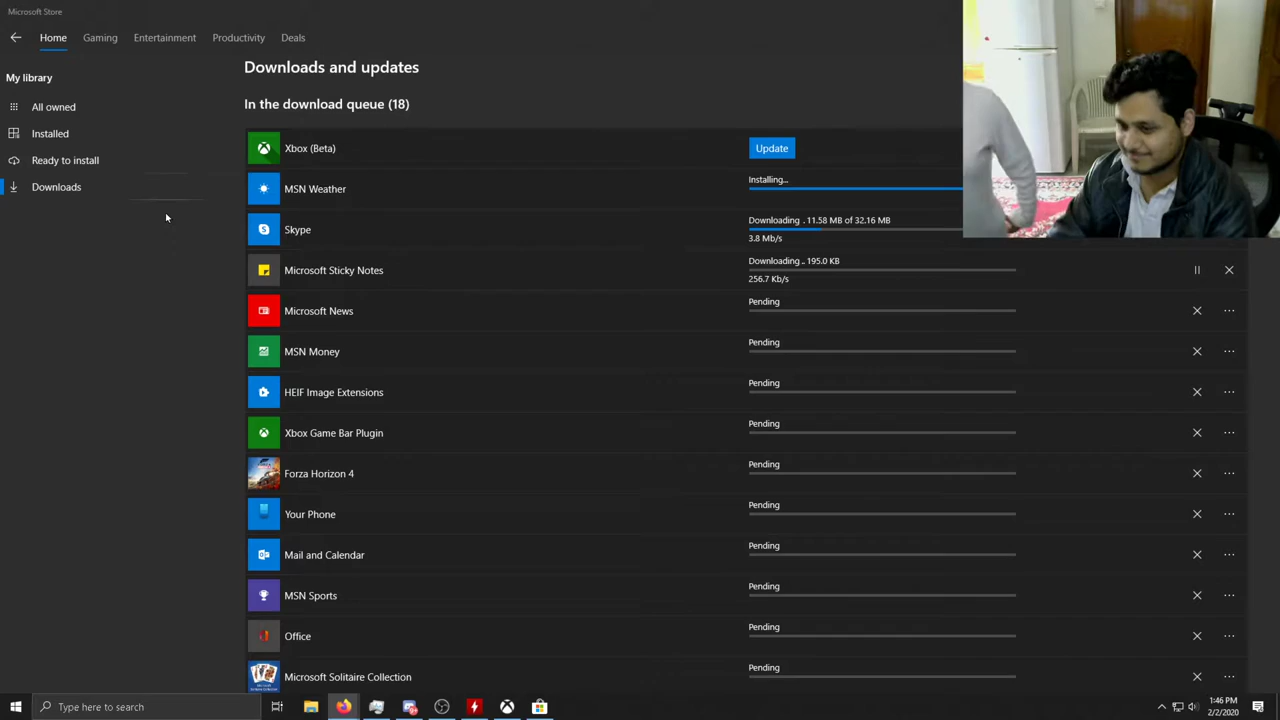 Microsoft Store
Home Gaming Entertainment Productivity Deals
My library
All owned
Installed
Ready to install
Downloads
Downloads and updates
In the download queue (18)
Xbox (Beta) Update
MSN Weather Installing...
Skype Downloading . 11.58 MB of 32.16 MB
3.8 Mb/s
Microsoft Sticky Notes Downloading .. 195.0 KB
256.7 Kb/s
Microsoft News Pending
MSN Money Pending
HEIF Image Extensions Pending
Xbox Game Bar Plugin Pending
Forza Horizon 4 Pending
Your Phone Pending
Mail and Calendar Pending
MSN Sports Pending
Office Pending
Microsoft Solitaire Collection Pending
Type here to search
1:46 PM
2/2/2020